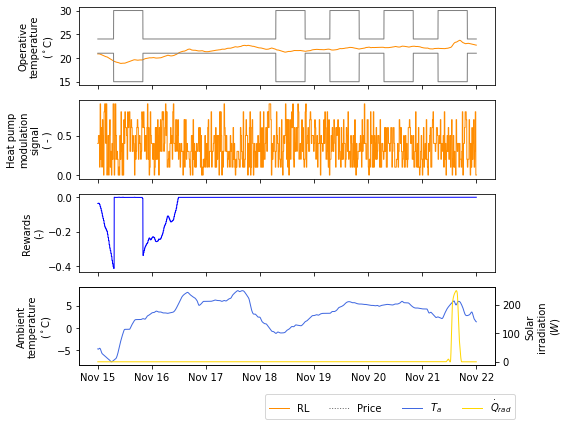 Operative
temperature
(°C)
30
25
20
15
Heat pump
modulation
signal
( - )
0.5
0.0
Rewards
(-)
0.0
−0.2
−0.4
Ambient
temperature
(°C)
5
0
−5
200
100
0
Solar
irradiation
(W)
Nov 15 Nov 16 Nov 17 Nov 18 Nov 19 Nov 20 Nov 21 Nov 22
RL Price Tₐ Q̇rad